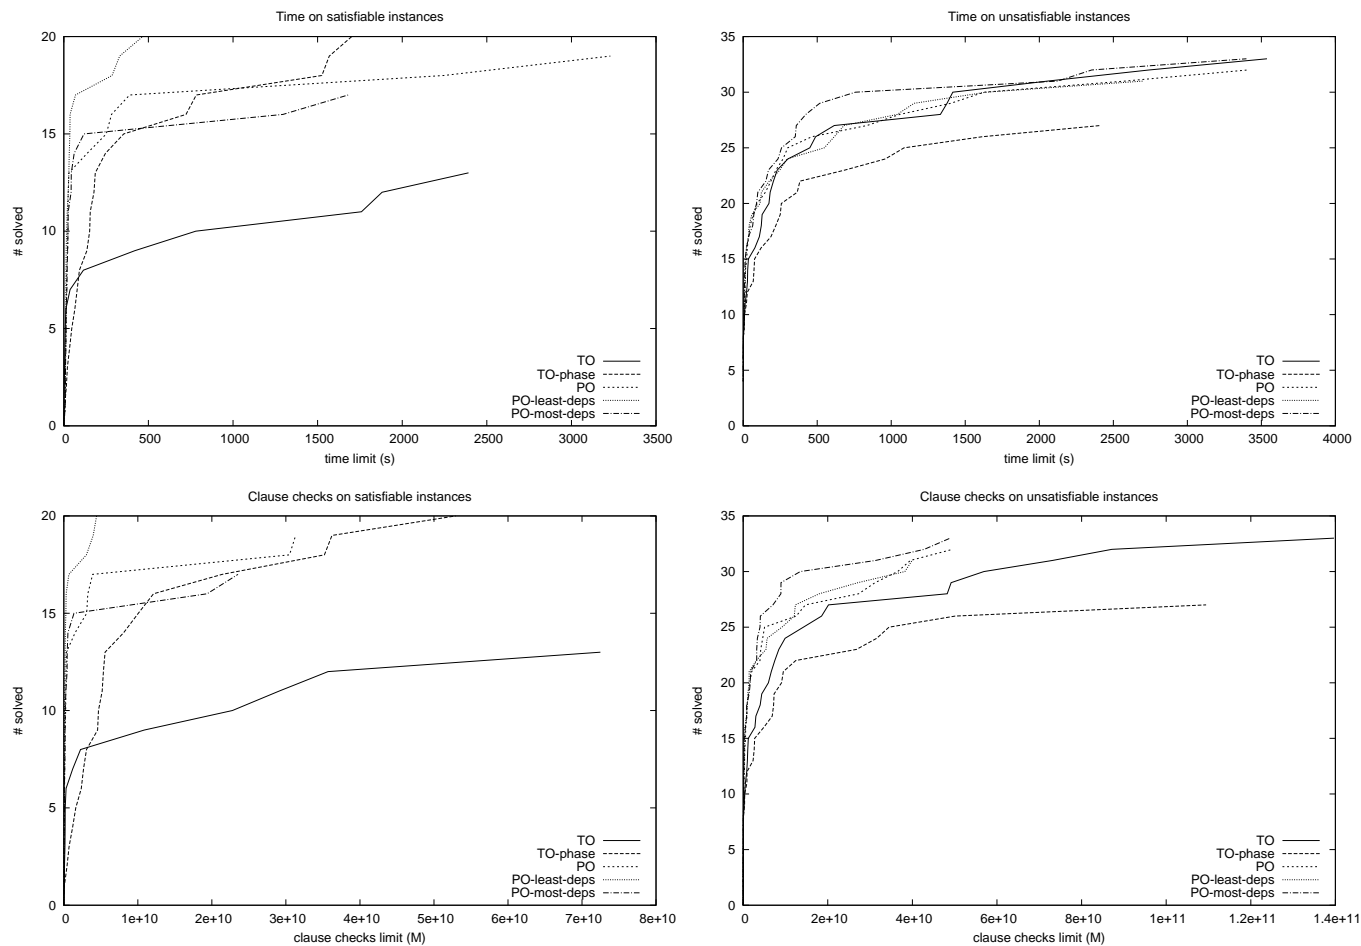 Time on satisfiable instances
20
15
10
5
0
# solved
TO
TO-phase
PO
PO-least-deps
PO-most-deps
0 500 1000 1500 2000 2500 3000 3500
time limit (s)
Time on unsatisfiable instances
35
30
25
20
15
10
5
0
# solved
TO
TO-phase
PO
PO-least-deps
PO-most-deps
0 500 1000 1500 2000 2500 3000 3500 4000
time limit (s)
Clause checks on satisfiable instances
20
15
10
5
0
# solved
TO
TO-phase
PO
PO-least-deps
PO-most-deps
0 1e+10 2e+10 3e+10 4e+10 5e+10 6e+10 7e+10 8e+10
clause checks limit (M)
Clause checks on unsatisfiable instances
35
30
25
20
15
10
5
0
# solved
TO
TO-phase
PO
PO-least-deps
PO-most-deps
0 2e+10 4e+10 6e+10 8e+10 1e+11 1.2e+11 1.4e+11
clause checks limit (M)